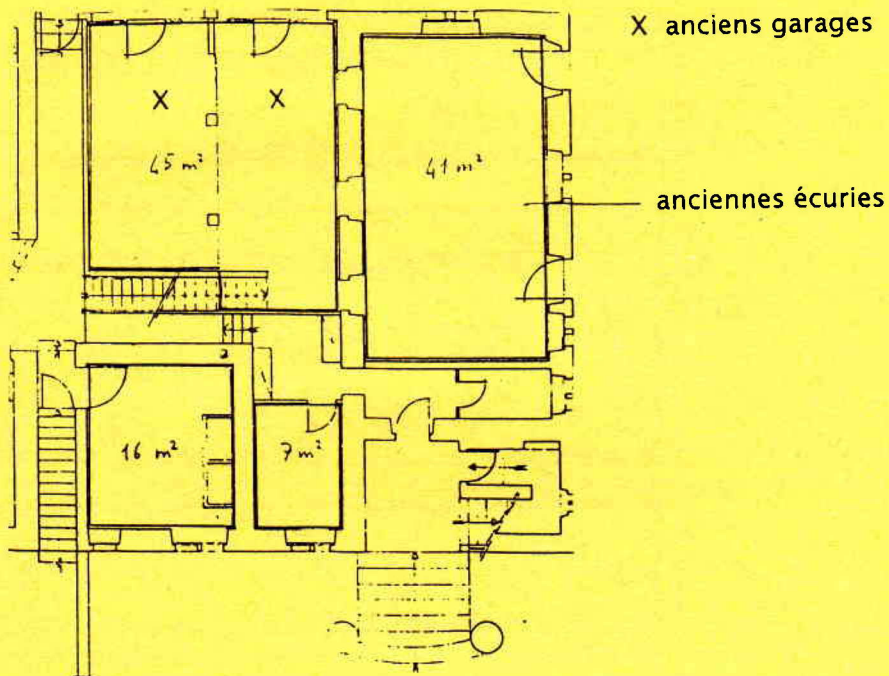 X anciens garages
X X
45 m²
41 m²
anciennes écuries
16 m²
7 m²